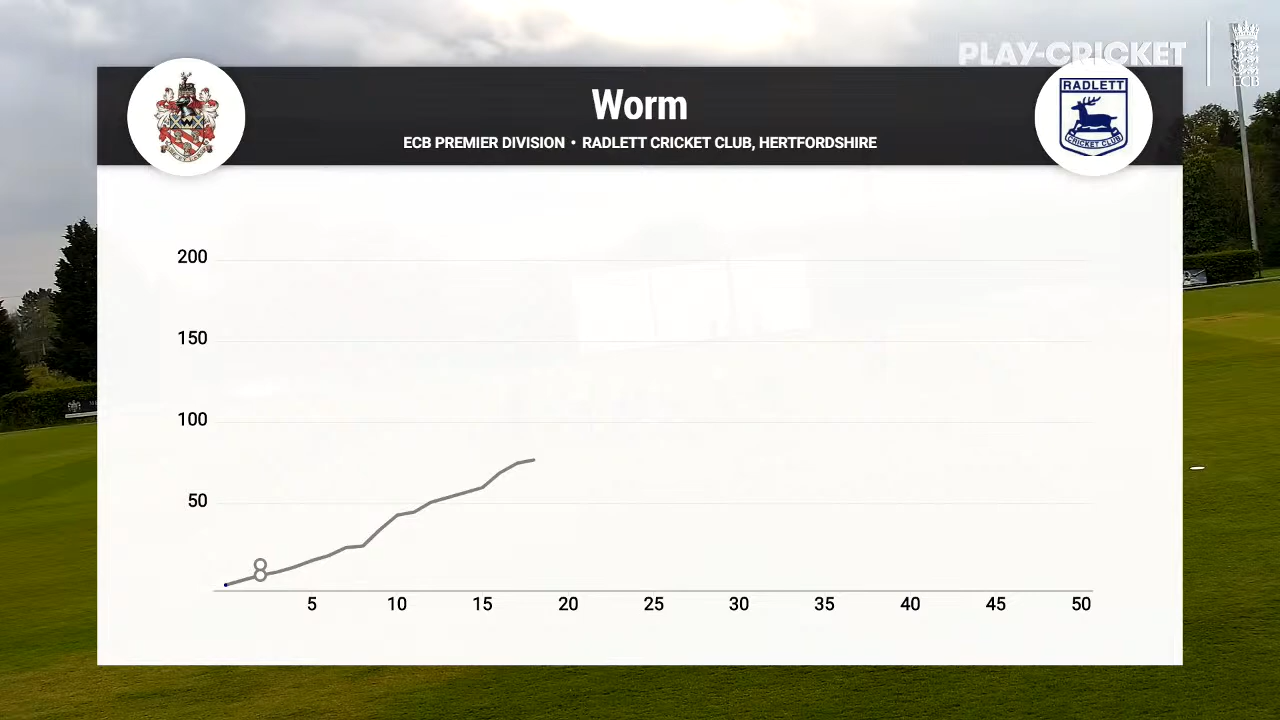 PLAY-CRICKET
ECB
RADLETT
CRICKET CLUB
Worm
ECB PREMIER DIVISION • RADLETT CRICKET CLUB, HERTFORDSHIRE
200
150
100
50
5 10 15 20 25 30 35 40 45 50